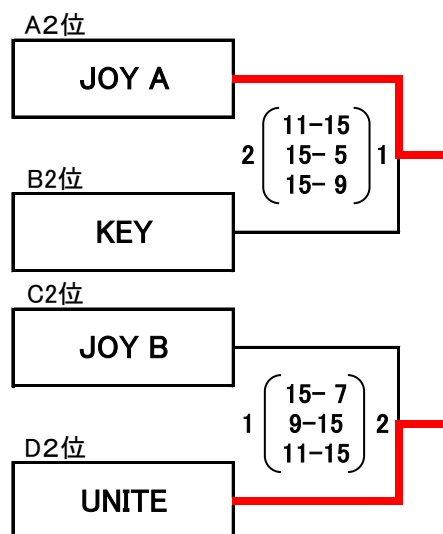 A2位
JOY A
2 11-15 1
15- 5
15- 9
B2位
KEY
C2位
JOY B
1 15- 7 2
9-15
11-15
D2位
UNITE